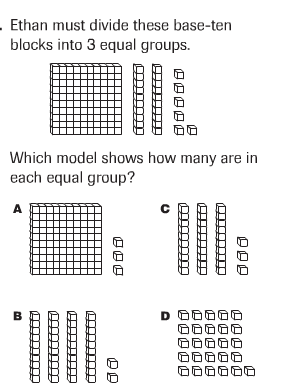 . Ethan must divide these base-ten
blocks into 3 equal groups.
Which model shows how many are in
each equal group?
A
C
B
D